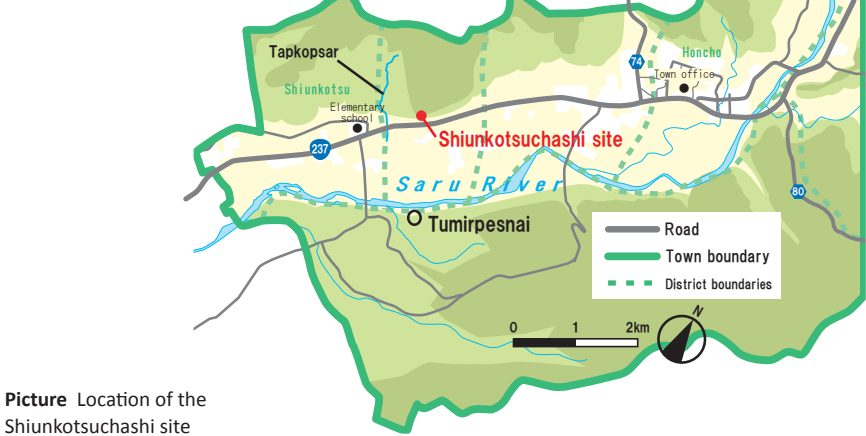 Tapkopsar
74
Honcho
Town office
Shiunkotsu
Elementary
school
Shiunkotsuchashi site
237
Saru River
80
Tumirpesnai
Road
Town boundary
District boundaries
0 1 2km
N
Picture Location of the
Shiunkotsuchashi site